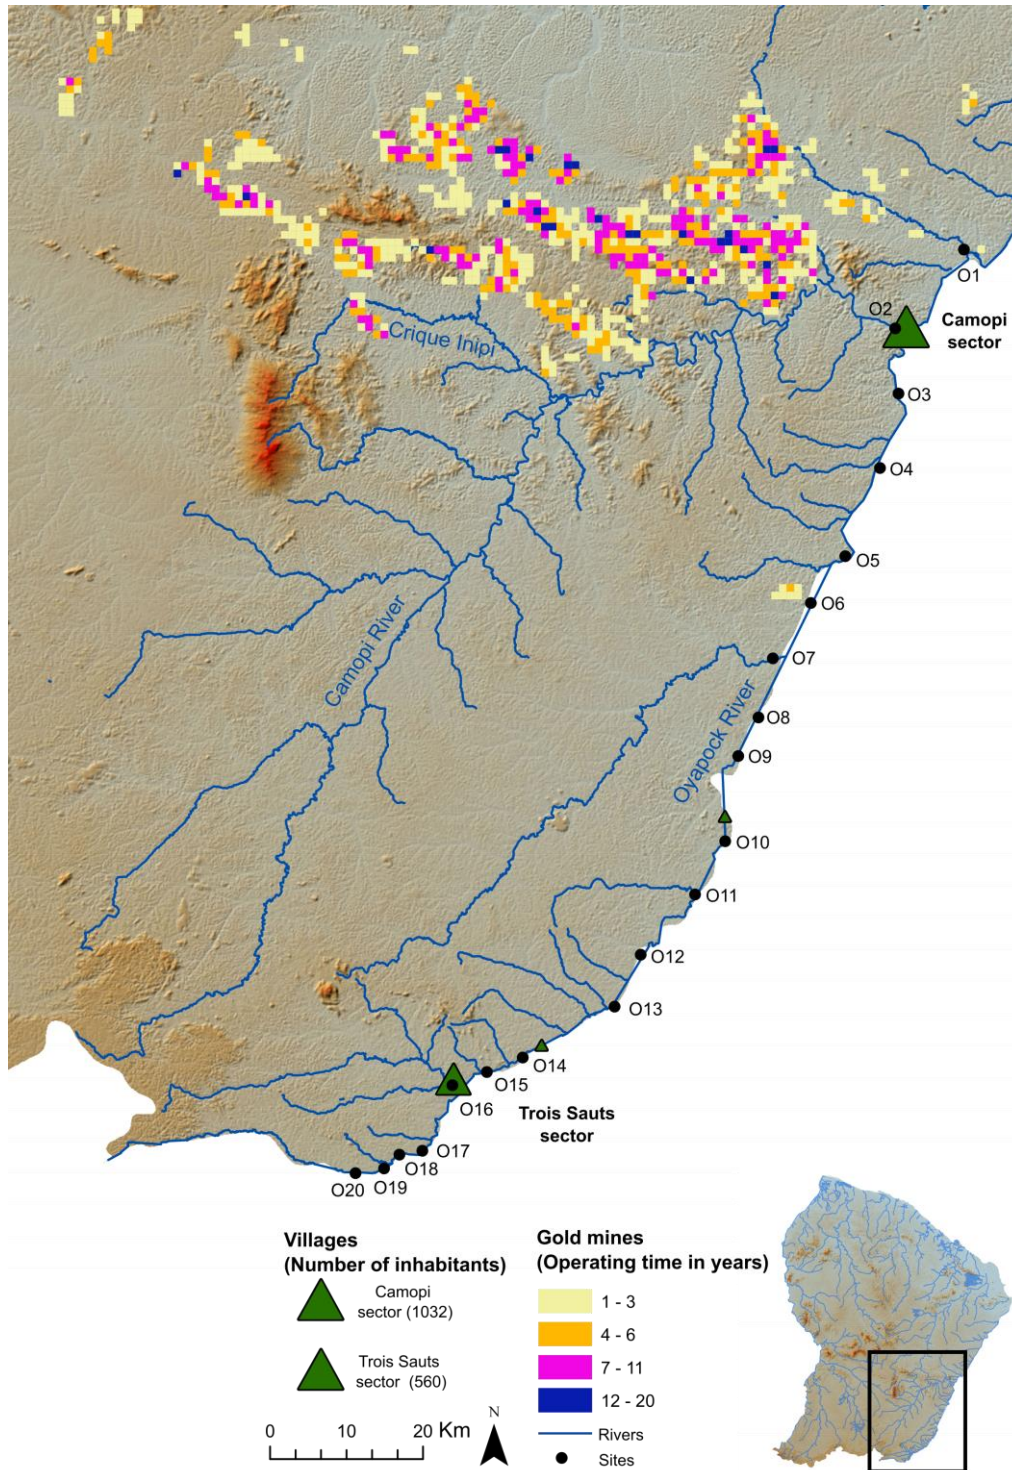 O1
O2
Camopi
sector
Crique Inipi
O3
O4
O5
O6
Camopi River
O7
O8
Oyapock River
O9
O10
O11
O12
O13
O14
O15
O16
Trois Sauts
sector
O17
O18
O19
O20
Villages
(Number of inhabitants)
Camopi
sector (1032)
Trois Sauts
sector (560)
Gold mines
(Operating time in years)
1 - 3
4 - 6
7 - 11
12 - 20
Rivers
Sites
N
0 10 20 Km